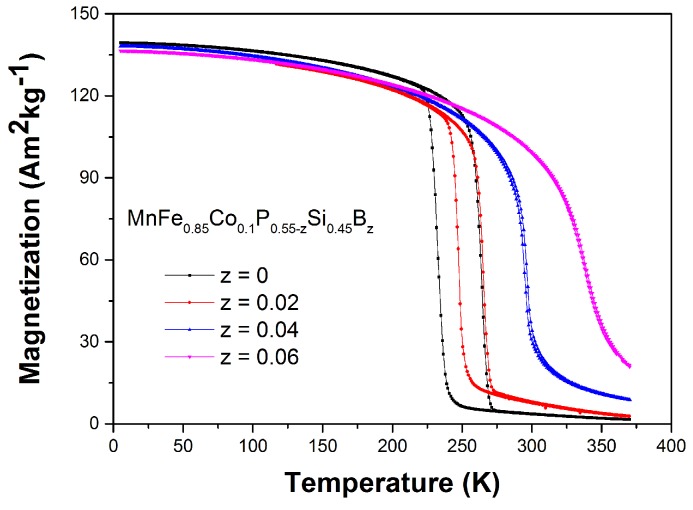 150
120
90
60
30
0
Magnetization (Am²kg⁻¹)
MnFe₀.₈₅Co₀.₁P₀.₅₅₋zSi₀.₄₅Bz
z = 0
z = 0.02
z = 0.04
z = 0.06
0 50 100 150 200 250 300 350 400
Temperature (K)